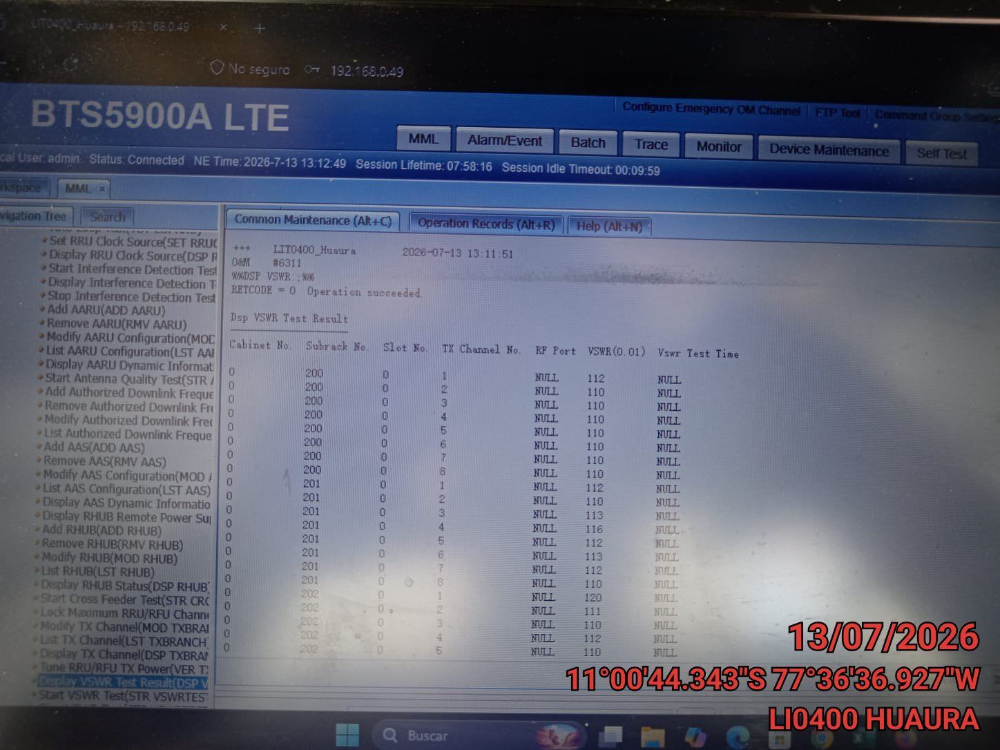 LIT0400_Huaura - 192.168.0.49 × +
No seguro 192.168.0.49
BTS5900A LTE
Configure Emergency OM Channel | FTP Tool | Command Group Setting
MML Alarm/Event Batch Trace Monitor Device Maintenance Self Test
cal User: admin Status: Connected NE Time: 2026-7-13 13:12:49 Session Lifetime: 07:58:16 Session Idle Timeout: 00:09:59
rkspace MML ×
vigation Tree Search
Common Maintenance (Alt+C) Operation Records (Alt+R) Help (Alt+N)
Set RRU Clock Source(SET RRUC
Display RRU Clock Source(DSP R
Start Interference Detection Test
Display Interference Detection T
Stop Interference Detection Test
Add AARU(ADD AARU)
Remove AARU(RMV AARU)
Modify AARU Configuration(MOD
List AARU Configuration(LST AAR
Display AARU Dynamic Informat
Start Antenna Quality Test(STR A
Add Authorized Downlink Freque
Remove Authorized Downlink Fre
Modify Authorized Downlink Frec
List Authorized Downlink Freque
Add AAS(ADD AAS)
Remove AAS(RMV AAS)
Modify AAS Configuration(MOD A
List AAS Configuration(LST AAS)
Display AAS Dynamic Informatio
Display RHUB Remote Power Sup
Add RHUB(ADD RHUB)
Remove RHUB(RMV RHUB)
Modify RHUB(MOD RHUB)
List RHUB(LST RHUB)
Display RHUB Status(DSP RHUB
Start Cross Feeder Test(STR CRO
Lock Maximum RRU/RFU Channe
Modify TX Channel(MOD TXBRAN
List TX Channel(LST TXBRANCH
Display TX Channel(DSP TXBRAN
Tune RRU/RFU TX Power(VER TX
Display VSWR Test Result(DSP V
Start VSWR Test(STR VSWRTES
+++ LIT0400_Huaura 2026-07-13 13:11:51
O&M #6311
%%DSP VSWR:;%%
RETCODE = 0 Operation succeeded.
Dsp VSWR Test Result
Cabinet No. Subrack No. Slot No. TX Channel No. RF Port VSWR(0.01) Vswr Test Time
0 200 0 1 NULL 112 NULL
0 200 0 2 NULL 110 NULL
0 200 0 3 NULL 110 NULL
0 200 0 4 NULL 110 NULL
0 200 0 5 NULL 110 NULL
0 200 0 6 NULL 110 NULL
0 200 0 7 NULL 110 NULL
0 200 0 8 NULL 110 NULL
0 201 0 1 NULL 112 NULL
0 201 0 2 NULL 110 NULL
0 201 0 3 NULL 113 NULL
0 201 0 4 NULL 116 NULL
0 201 0 5 NULL 112 NULL
0 201 0 6 NULL 113 NULL
0 201 0 7 NULL 112 NULL
0 201 0 8 NULL 110 NULL
0 202 0 1 NULL 120 NULL
0 202 0 2 NULL 111 NULL
0 202 0 3 NULL 110 NULL
0 202 0 4 NULL 112 NULL
0 202 0 5 NULL 110 NULL
Buscar
13/07/2026
11°00'44.343"S 77°36'36.927"W
LI0400 HUAURA